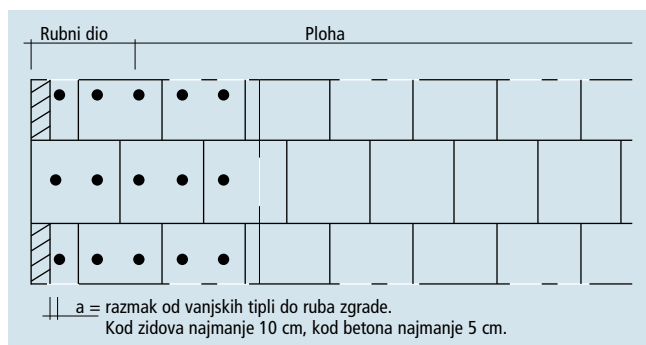 Rubni dio
Ploha
a = razmak od vanjskih tipli do ruba zgrade.
Kod zidova najmanje 10 cm, kod betona najmanje 5 cm.